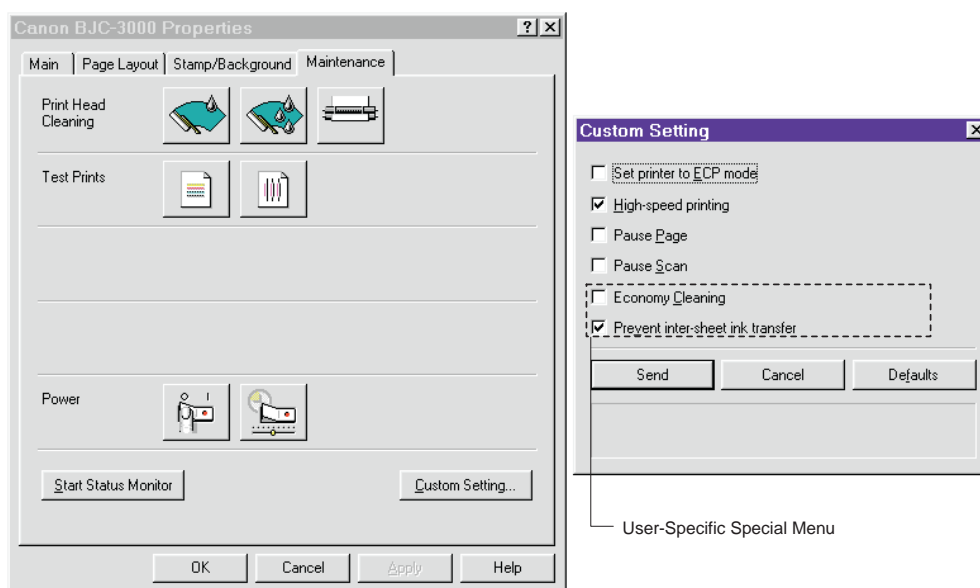 Canon BJC-3000 Properties
Main
Page Layout
Stamp/Background
Maintenance
Print Head
Cleaning
Test Prints
Power
Start Status Monitor
Custom Setting...
OK
Cancel
Apply
Help
Custom Setting
Set printer to ECP mode
High-speed printing
Pause Page
Pause Scan
Economy Cleaning
Prevent inter-sheet ink transfer
Send
Cancel
Defaults
User-Specific Special Menu